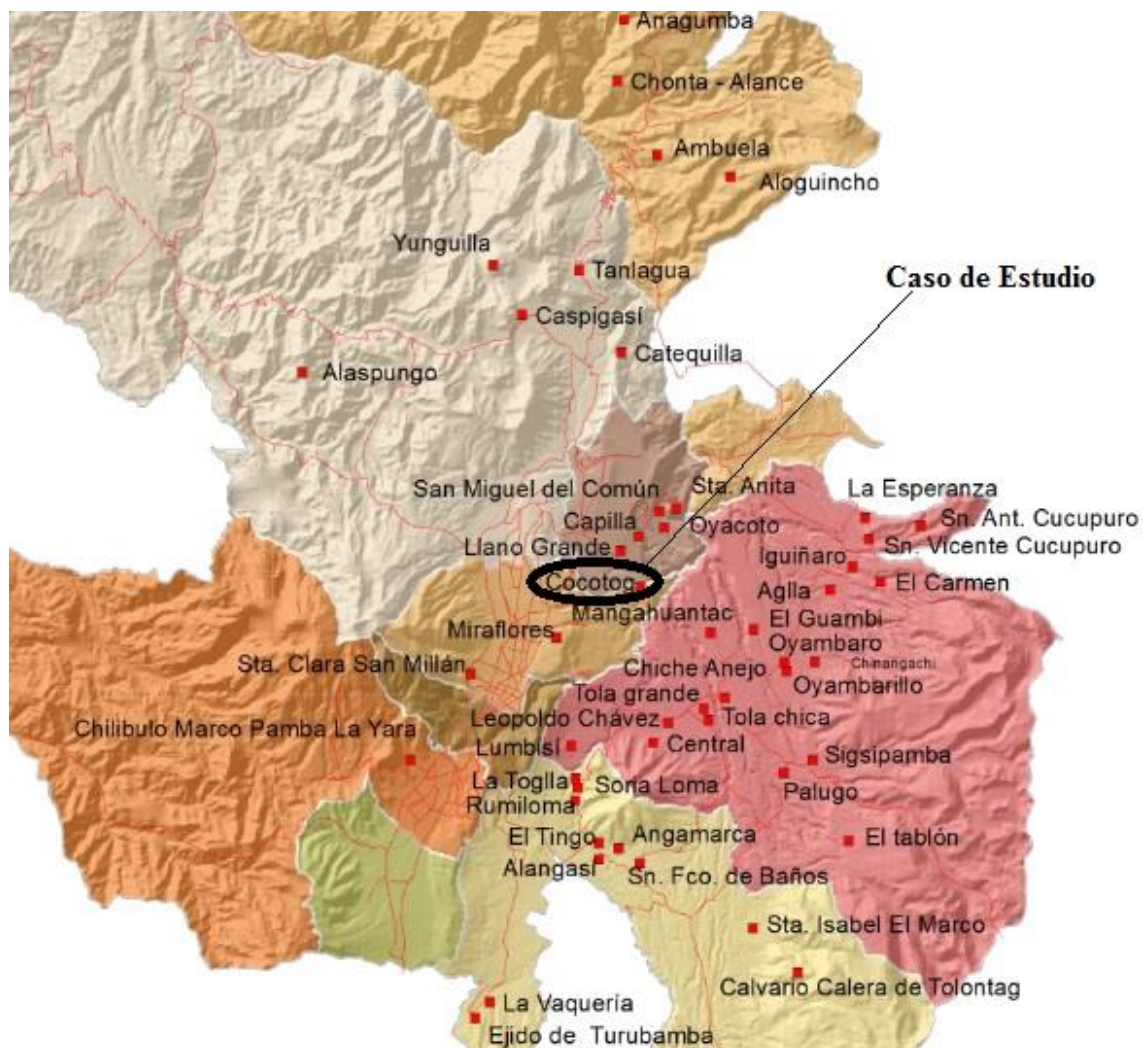 Anagumba
Chonta - Alance
Ambuela
Aloguincho
Yunguilla
Tanlagua
Caso de Estudio
Caspigasí
Catequilla
Alaspungo
San Miguel del Común
Sta. Anita
La Esperanza
Capilla
Oyacoto
Sn. Ant. Cucupuro
Llano Grande
Sn. Vicente Cucupuro
Iguiñaro
Cocotog
Aglla
El Carmen
Mangahuantac
El Guambi
Miraflores
Oyambaro
Sta. Clara San Millán
Chiche Anejo
Chinangachi
Oyambarillo
Tola grande
Chilibulo Marco Pamba La Yara
Leopoldo Chávez
Tola chica
Lumbisí
Central
Sigsipamba
La Toglla
Soria Loma
Palugo
Rumiloma
El Tingo
Angamarca
El tablón
Alangasí
Sn. Fco. de Baños
Sta. Isabel El Marco
Calvario Calera de Tolontag
La Vaquería
Ejido de Turubamba